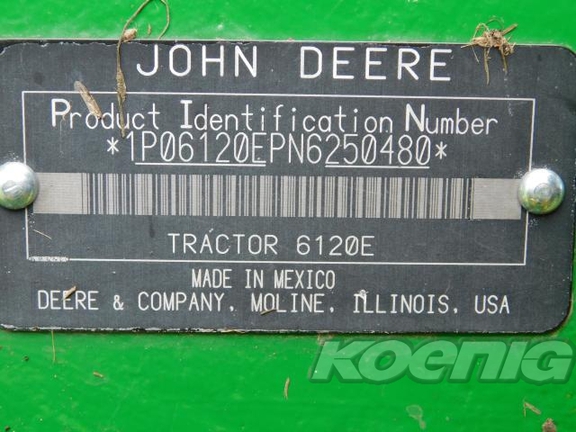 JOHN DEERE
Product Identification Number
*1P06120EPN6250480*
TRACTOR 6120E
MADE IN MEXICO
DEERE & COMPANY, MOLINE, ILLINOIS, USA
Koenig